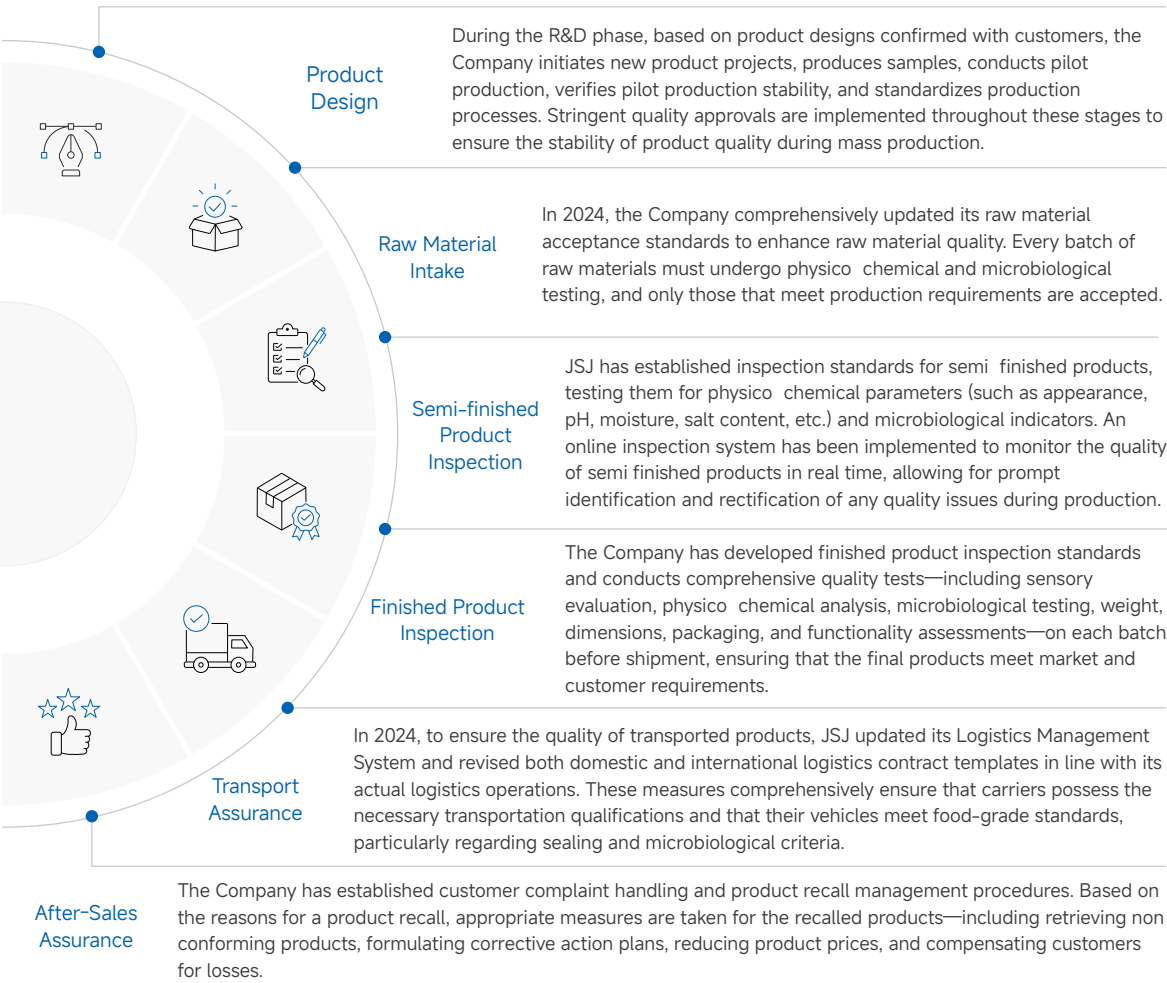 Product
Design
During the R&D phase, based on product designs confirmed with customers, the
Company initiates new product projects, produces samples, conducts pilot
production, verifies pilot production stability, and standardizes production
processes. Stringent quality approvals are implemented throughout these stages to
ensure the stability of product quality during mass production.
Raw Material
Intake
In 2024, the Company comprehensively updated its raw material
acceptance standards to enhance raw material quality. Every batch of
raw materials must undergo physico chemical and microbiological
testing, and only those that meet production requirements are accepted.
Semi-finished
Product
Inspection
JSJ has established inspection standards for semi finished products,
testing them for physico chemical parameters (such as appearance,
pH, moisture, salt content, etc.) and microbiological indicators. An
online inspection system has been implemented to monitor the quality
of semi finished products in real time, allowing for prompt
identification and rectification of any quality issues during production.
Finished Product
Inspection
The Company has developed finished product inspection standards
and conducts comprehensive quality tests—including sensory
evaluation, physico chemical analysis, microbiological testing, weight,
dimensions, packaging, and functionality assessments—on each batch
before shipment, ensuring that the final products meet market and
customer requirements.
Transport
Assurance
In 2024, to ensure the quality of transported products, JSJ updated its Logistics Management
System and revised both domestic and international logistics contract templates in line with its
actual logistics operations. These measures comprehensively ensure that carriers possess the
necessary transportation qualifications and that their vehicles meet food-grade standards,
particularly regarding sealing and microbiological criteria.
After-Sales
Assurance
The Company has established customer complaint handling and product recall management procedures. Based on
the reasons for a product recall, appropriate measures are taken for the recalled products—including retrieving non
conforming products, formulating corrective action plans, reducing product prices, and compensating customers
for losses.